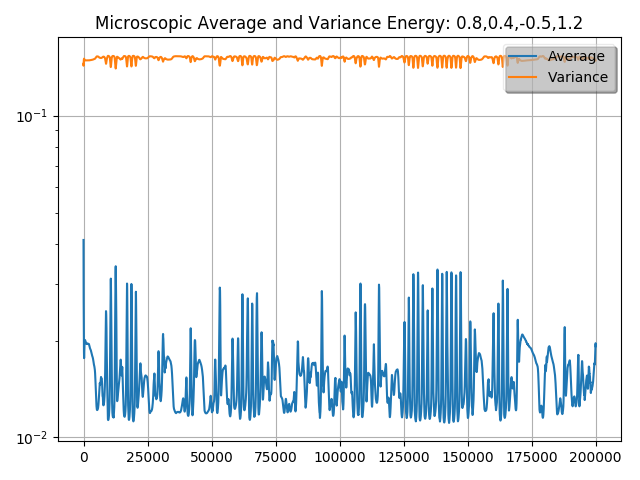 Microscopic Average and Variance Energy: 0.8,0.4,-0.5,1.2
Average
Variance
10⁻¹
10⁻²
0 25000 50000 75000 100000 125000 150000 175000 200000